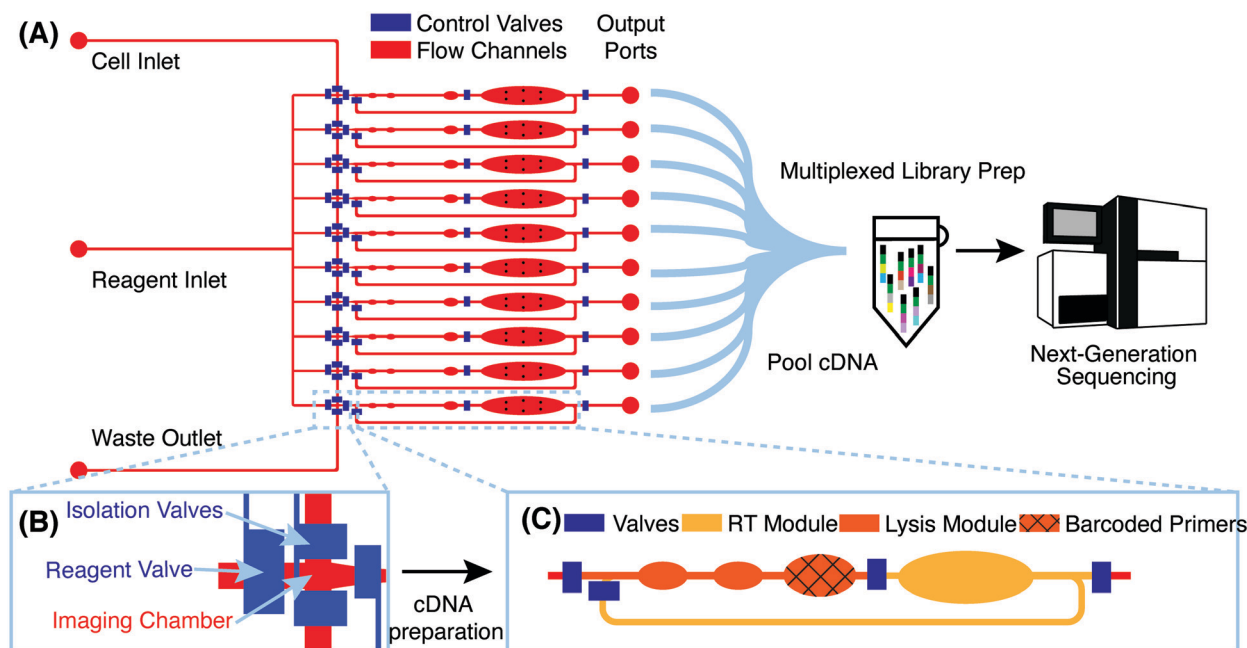 (A)
Cell Inlet
Control Valves
Flow Channels
Output
Ports
Reagent Inlet
Waste Outlet
Multiplexed Library Prep
Pool cDNA
Next-Generation
Sequencing
(B)
Isolation Valves
Reagent Valve
Imaging Chamber
cDNA
preparation
(C)
Valves
RT Module
Lysis Module
Barcoded Primers